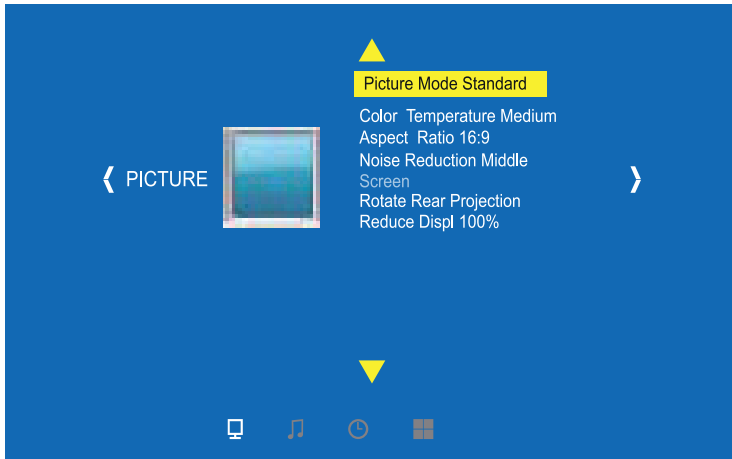 Picture Mode Standard
Color Temperature Medium
Aspect Ratio 16:9
Noise Reduction Middle
PICTURE
Screen
Rotate Rear Projection
Reduce Displ 100%